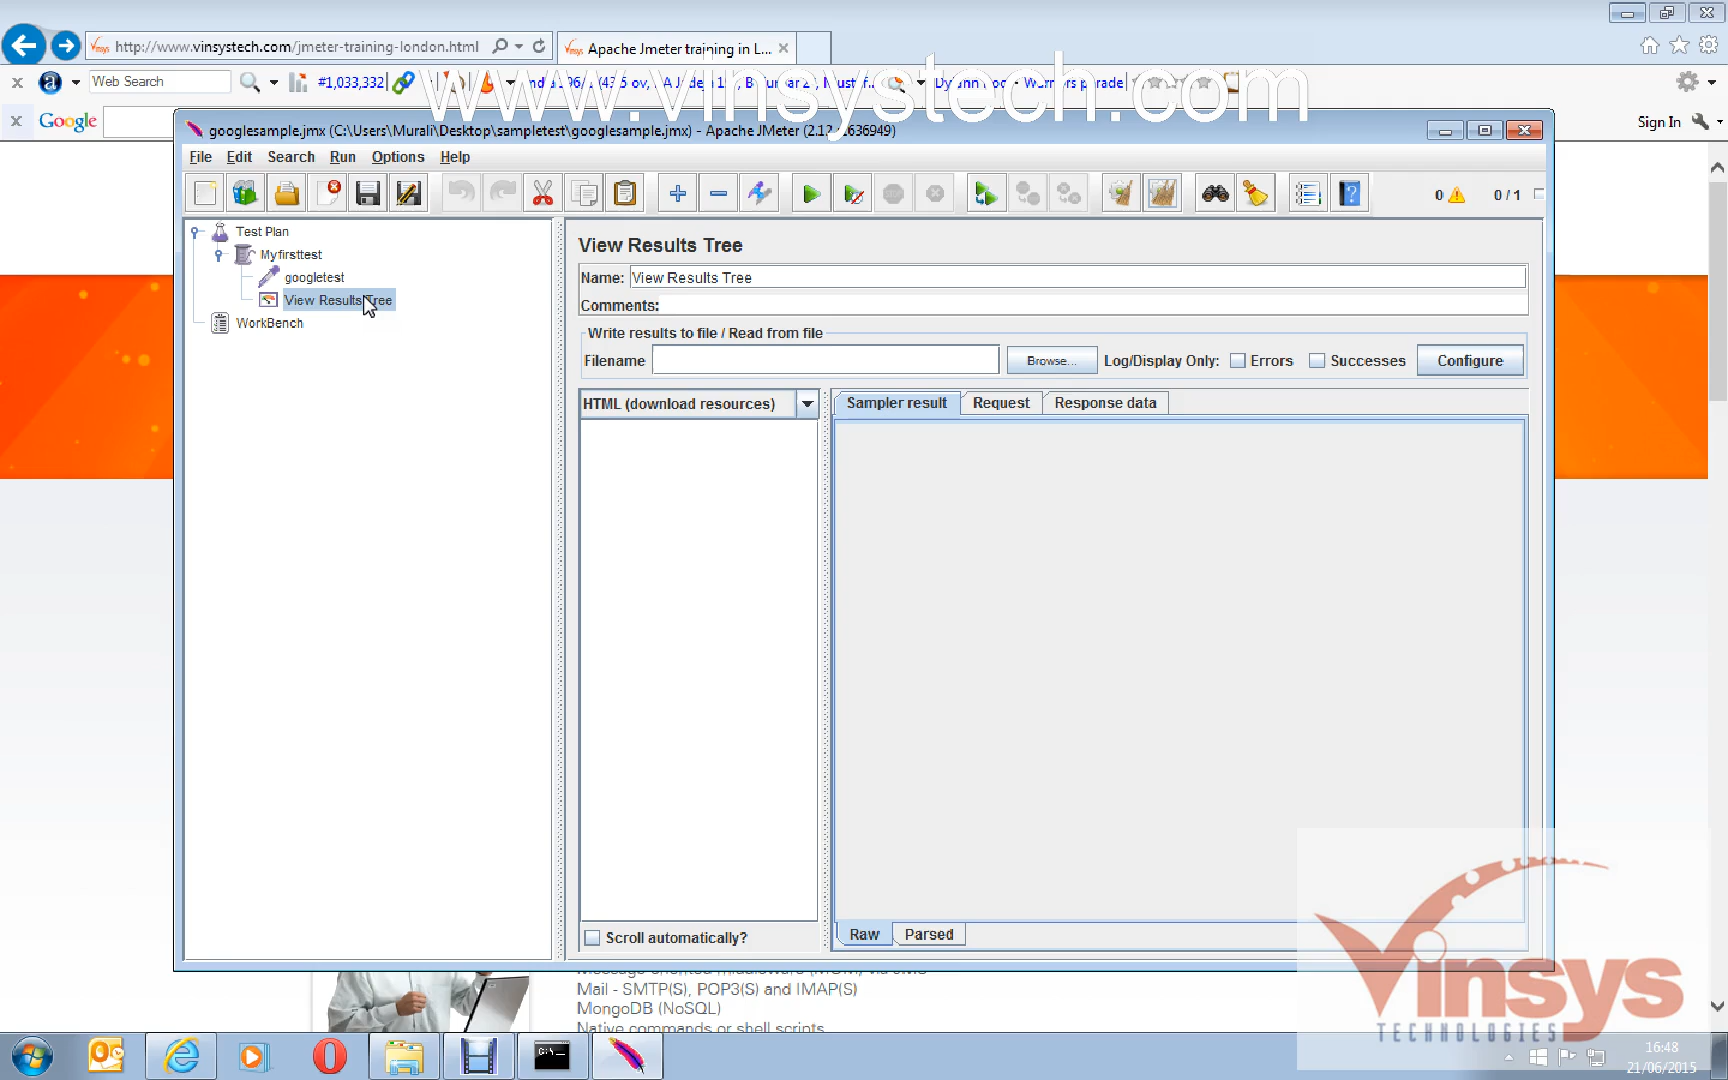 http://www.vinsystech.com/jmeter-training-london.html
Apache Jmeter training in L...
Web Search
#1,033,332
www.vinsystech.com
Google
Sign In
googlesample.jmx (C:\Users\Murali\Desktop\sampletest\googlesample.jmx) - Apache JMeter (2.12
File Edit Search Run Options Help
0 0 / 1
Test Plan
Myfirsttest
googletest
View Results Tree
WorkBench
View Results Tree
Name: View Results Tree
Comments:
Write results to file / Read from file
Filename Browse... Log/Display Only: Errors Successes Configure
HTML (download resources)
Sampler result Request Response data
Scroll automatically?
Raw Parsed
Mail - SMTP(S), POP3(S) and IMAP(S)
MongoDB (NoSQL)
Native commands or shell scripts
Vinsys
TECHNOLOGIES
16:48
21/06/2015